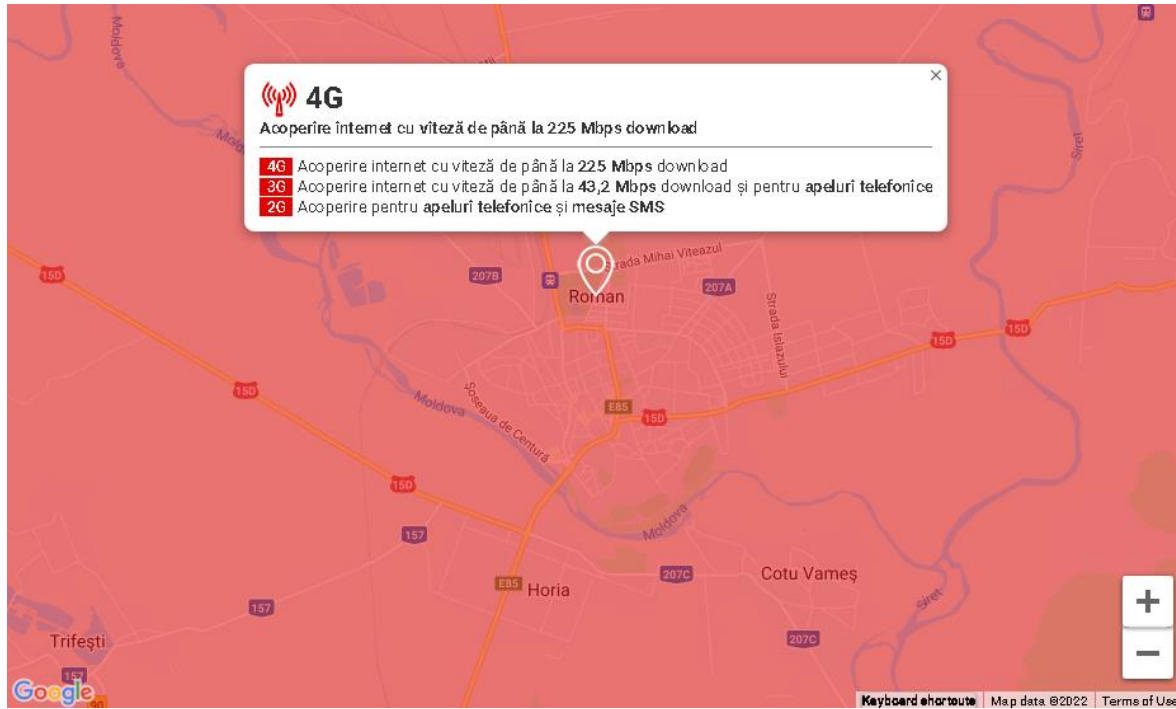 Moldova
4G
Acoperire internet cu viteză de până la 225 Mbps download
4G Acoperire internet cu viteză de până la 225 Mbps download
3G Acoperire internet cu viteză de până la 43,2 Mbps download și pentru apeluri telefonice
2G Acoperire pentru apeluri telefonice și mesaje SMS
Siret
Strada Mihai Viteazul
15D
207B
207A
Roman
Strada Islazului
15D
15D
15D
Moldova
Șoseaua de Centură
E85
15D
15D
Moldova
157
207C
Cotu Vameș
E85
Horia
157
Siret
207C
Trifești
157
Google
90
+
−
Keyboard shortcuts
Map data ©2022
Terms of Use